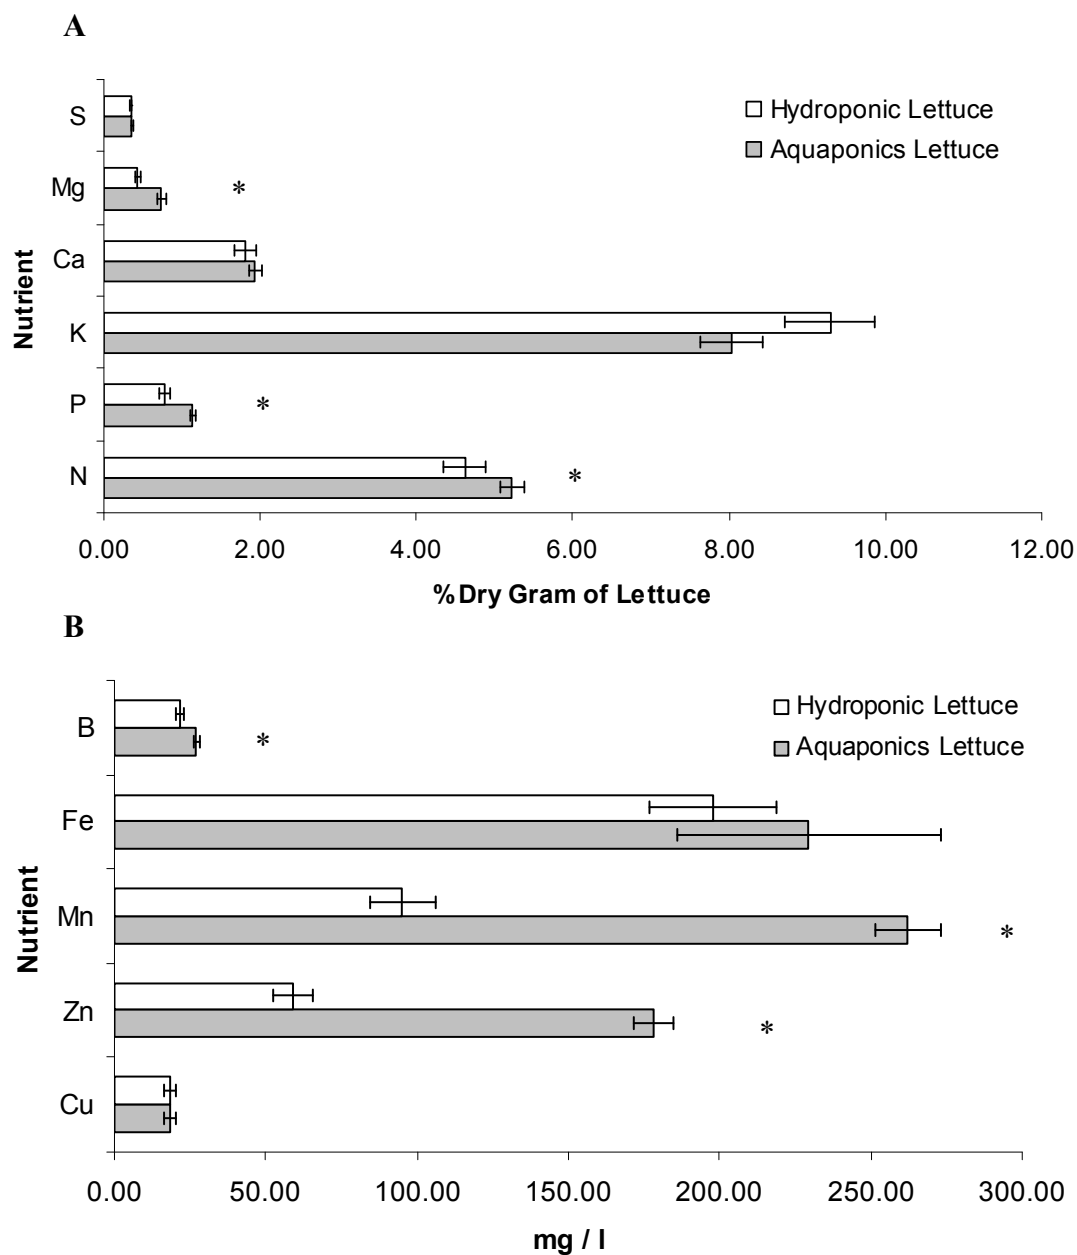 A
S
Mg
Ca
K
P
N
Nutrient
Hydroponic Lettuce
Aquaponics Lettuce
*
*
*
0.00 2.00 4.00 6.00 8.00 10.00 12.00
%Dry Gram of Lettuce
B
B
Fe
Mn
Zn
Cu
Nutrient
Hydroponic Lettuce
Aquaponics Lettuce
*
*
*
0.00 50.00 100.00 150.00 200.00 250.00 300.00
mg / l